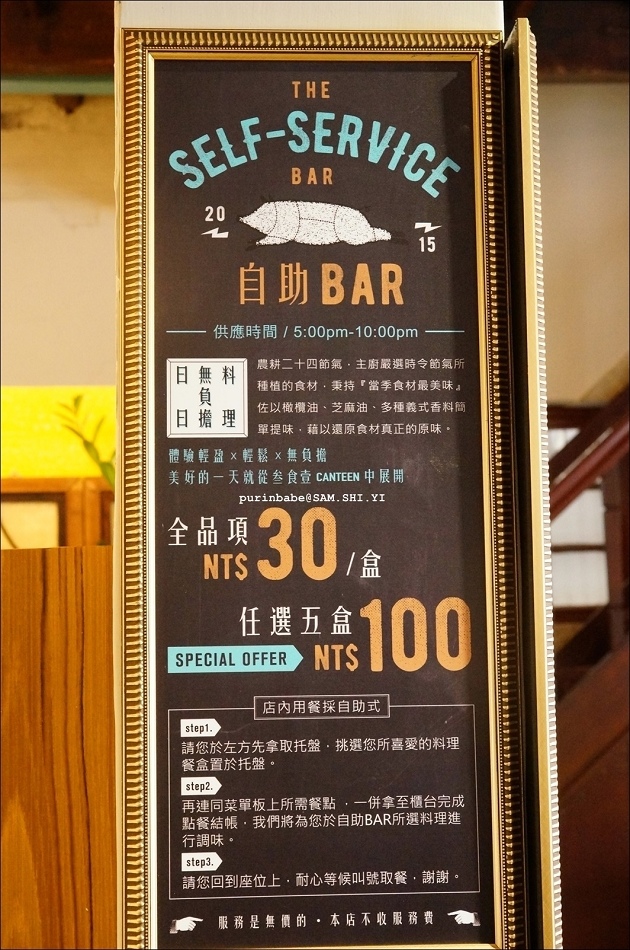 THE
SELF-SERVICE
BAR
20
15
自助BAR
供應時間 / 5:00pm-10:00pm
日日 無負擔 料理
農耕二十四節氣，主廚嚴選時令節氣所
種植的食材，秉持『當季食材最美味』
佐以橄欖油、芝麻油、多種義式香料簡
單提味，藉以還原食材真正的原味。
體驗輕盈×輕鬆×無負擔
美好的一天就從叁食壹 CANTEEN 中展開
purinbabe@SAM.SHI.YI
全品項
NT$30/盒
任選五盒
SPECIAL OFFER NT$100
店內用餐採自助式
step1.
請您於左方先拿取托盤，挑選您所喜愛的料理
餐盒置於托盤。
step2.
再連同菜單板上所需餐點，一併拿至櫃台完成
點餐結帳，我們將為您於自助BAR所選料理進
行調味。
step3.
請您回到座位上，耐心等候叫號取餐，謝謝。
服務是無價的・本店不收服務費